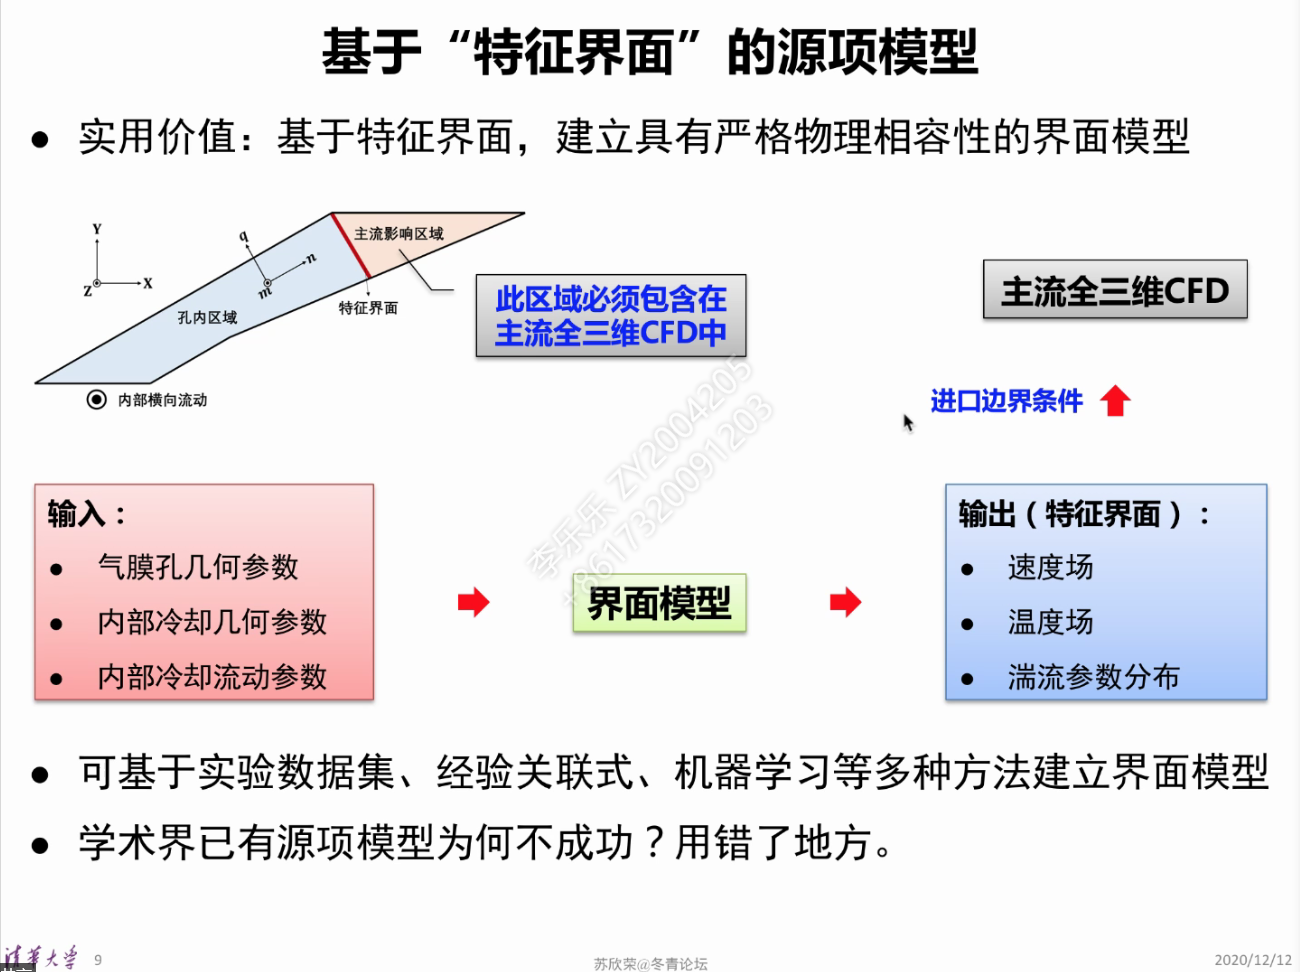 基于“特征界面”的源项模型
● 实用价值：基于特征界面，建立具有严格物理相容性的界面模型
Y
X
Z
q
n
m
主流影响区域
特征界面
孔内区域
内部横向流动
此区域必须包含在
主流全三维CFD中
主流全三维CFD
进口边界条件
李乐乐 ZY2004205
+8617320091203
输入：
● 气膜孔几何参数
● 内部冷却几何参数
● 内部冷却流动参数
界面模型
输出（特征界面）：
● 速度场
● 温度场
● 湍流参数分布
● 可基于实验数据集、经验关联式、机器学习等多种方法建立界面模型
● 学术界已有源项模型为何不成功？用错了地方。
清华大学
9
苏欣荣@冬青论坛
2020/12/12